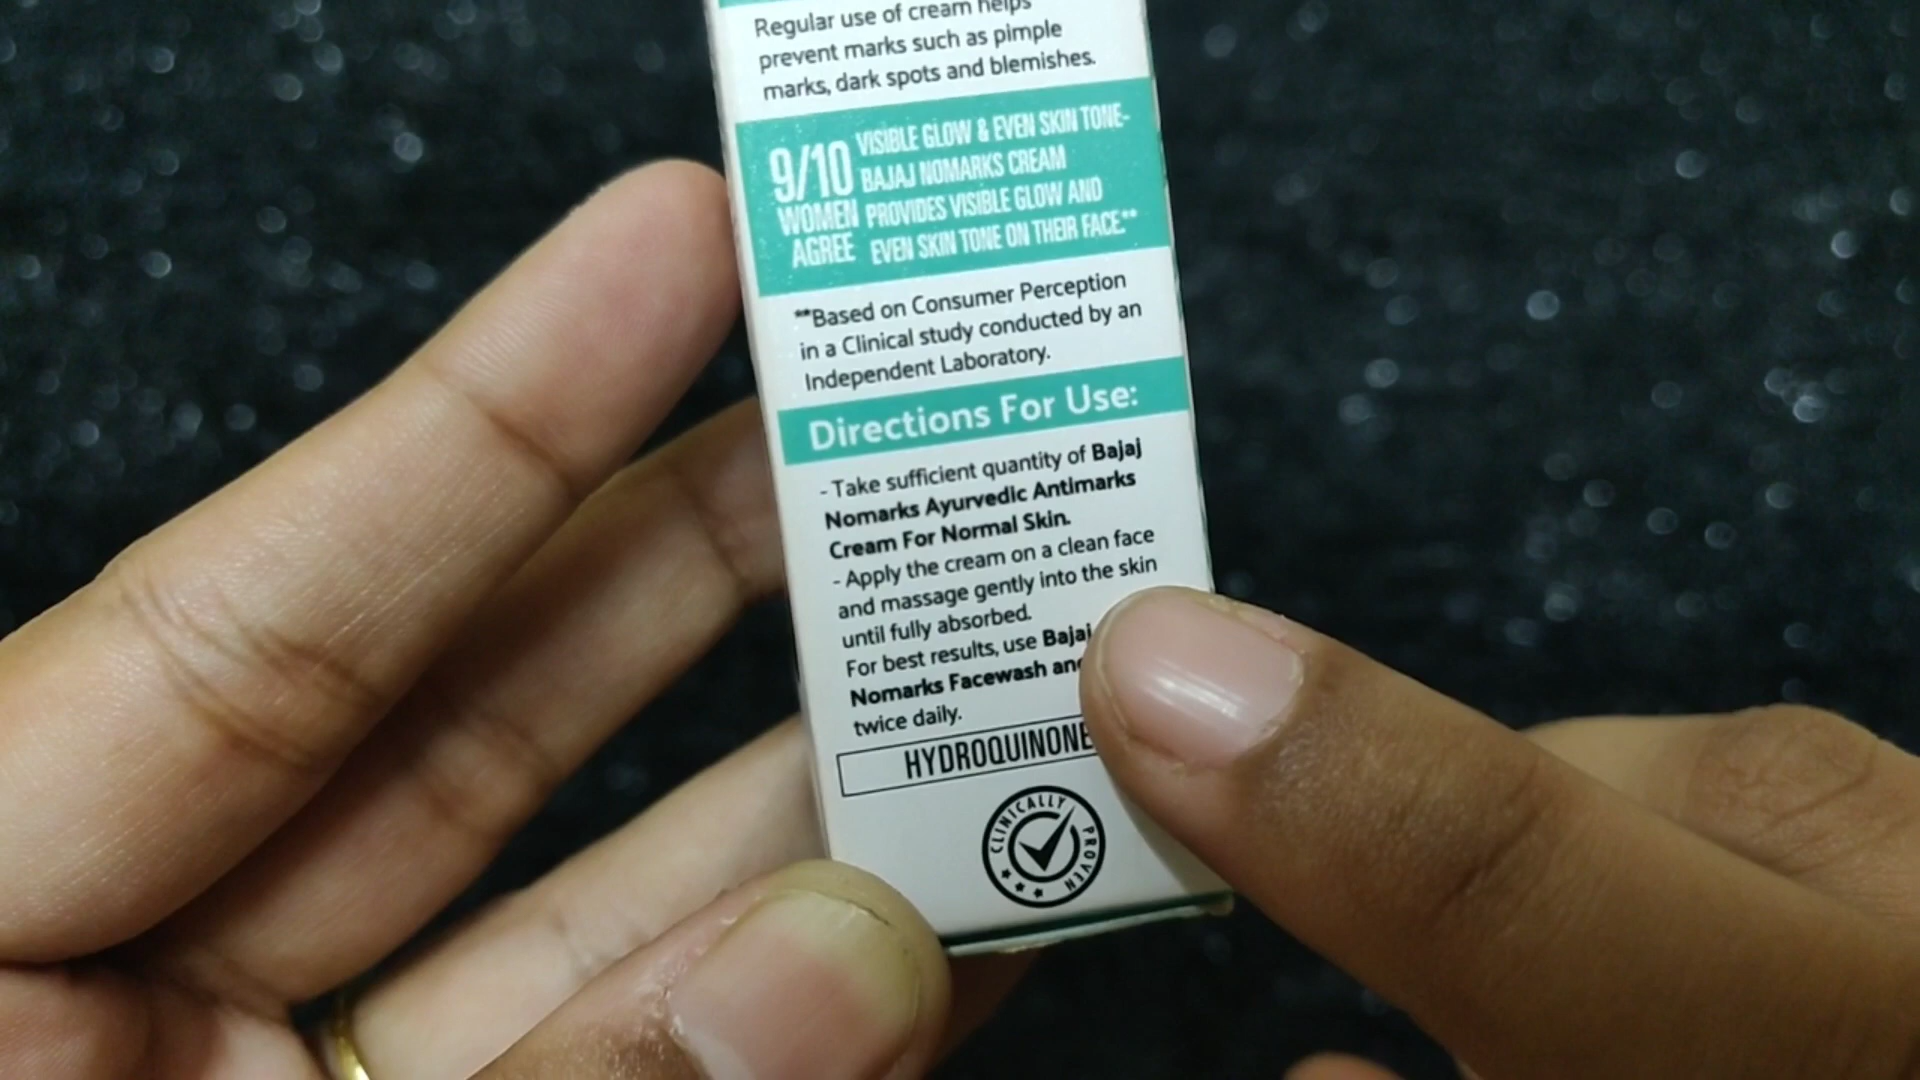 Regular use of cream helps
prevent marks such as pimple
marks, dark spots and blemishes.
9/10
WOMEN
AGREE
VISIBLE GLOW & EVEN SKIN TONE-
BAJAJ NOMARKS CREAM
PROVIDES VISIBLE GLOW AND
EVEN SKIN TONE ON THEIR FACE.**
**Based on Consumer Perception
in a Clinical study conducted by an
Independent Laboratory.
Directions For Use:
- Take sufficient quantity of Bajaj
Nomarks Ayurvedic Antimarks
Cream For Normal Skin.
- Apply the cream on a clean face
and massage gently into the skin
until fully absorbed.
For best results, use Bajaj
Nomarks Facewash and
twice daily.
HYDROQUINONE
CLINICALLY PROVEN